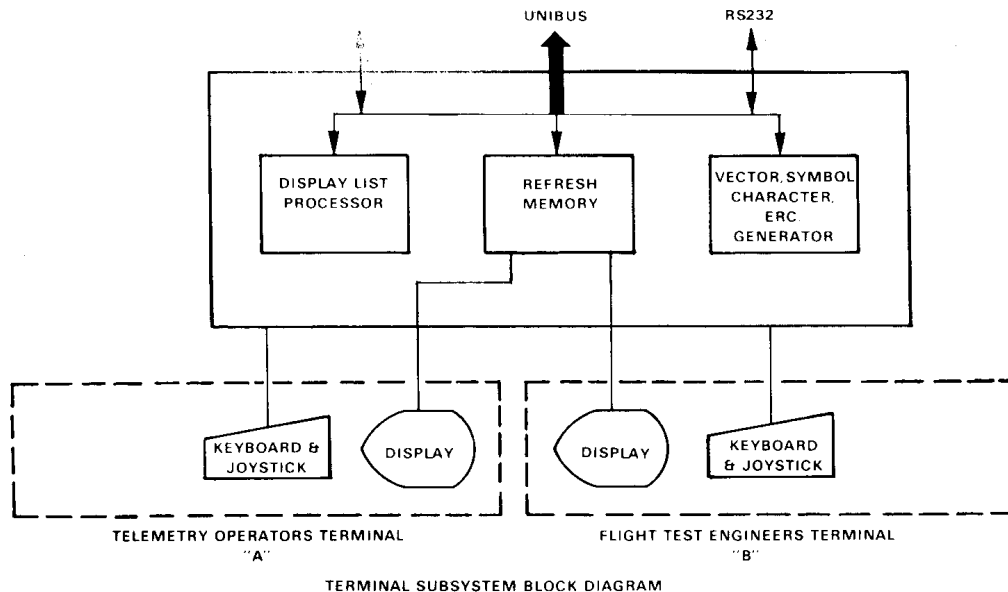 UNIBUS
RS232
DISPLAY LIST
PROCESSOR
REFRESH
MEMORY
VECTOR, SYMBOL
CHARACTER,
ERC.
GENERATOR
KEYBOARD &
JOYSTICK
DISPLAY
DISPLAY
KEYBOARD
& JOYSTICK
TELEMETRY OPERATORS TERMINAL
"A"
FLIGHT TEST ENGINEERS TERMINAL
"B"
TERMINAL SUBSYSTEM BLOCK DIAGRAM